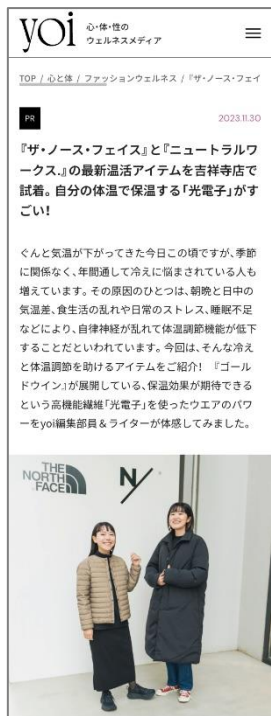 yoi
心・体・性の
ウェルネスメディア
TOP / 心と体 / ファッションウェルネス / 『ザ・ノース・フェイ
PR
2023.11.30
『ザ・ノース・フェイス』と『ニュートラルワ
ークス.』の最新温活アイテムを吉祥寺店で
試着。自分の体温で保温する「光電子」がす
ごい！
ぐんと気温が下がってきた今日この頃ですが、季節
に関係なく、年間通して冷えに悩まされている人も
増えています。その原因のひとつは、朝晩と日中の
気温差、食生活の乱れや日常のストレス、睡眠不足
などにより、自律神経が乱れて体温調節機能が低下
することだといわれています。今回は、そんな冷え
と体温調節を助けるアイテムをご紹介！ 『ゴール
ドウイン』が展開している、保温効果が期待できる
という高機能繊維「光電子」を使ったウエアのパワ
ーをyoi編集部員＆ライターが体感してみました。
THE
NORTH
FACE
N/